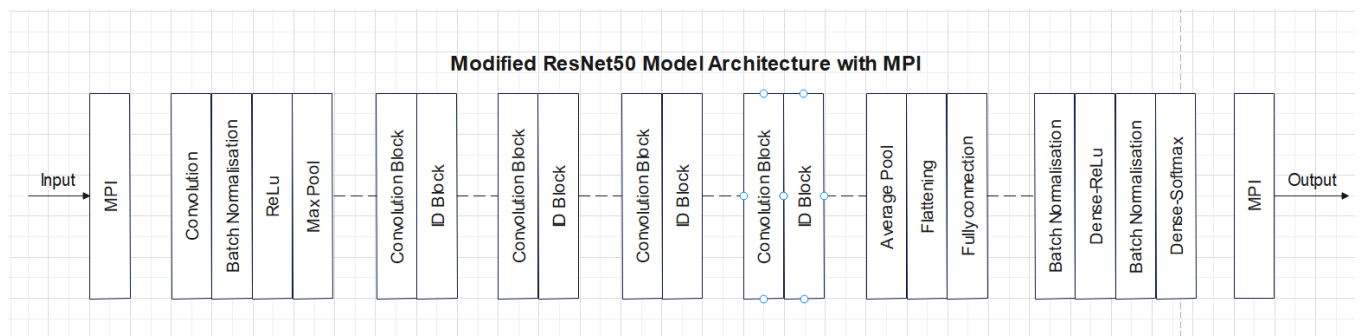 Modified ResNet50 Model Architecture with MPI
Input
MPI
Convolution
Batch Normalisation
ReLu
Max Pool
Convolution Block
ID Block
Convolution Block
ID Block
Convolution Block
ID Block
Convolution Block
ID Block
Average Pool
Flattening
Fully connection
Batch Normalisation
Dense-ReLu
Batch Normalisation
Dense-Softmax
MPI
Output